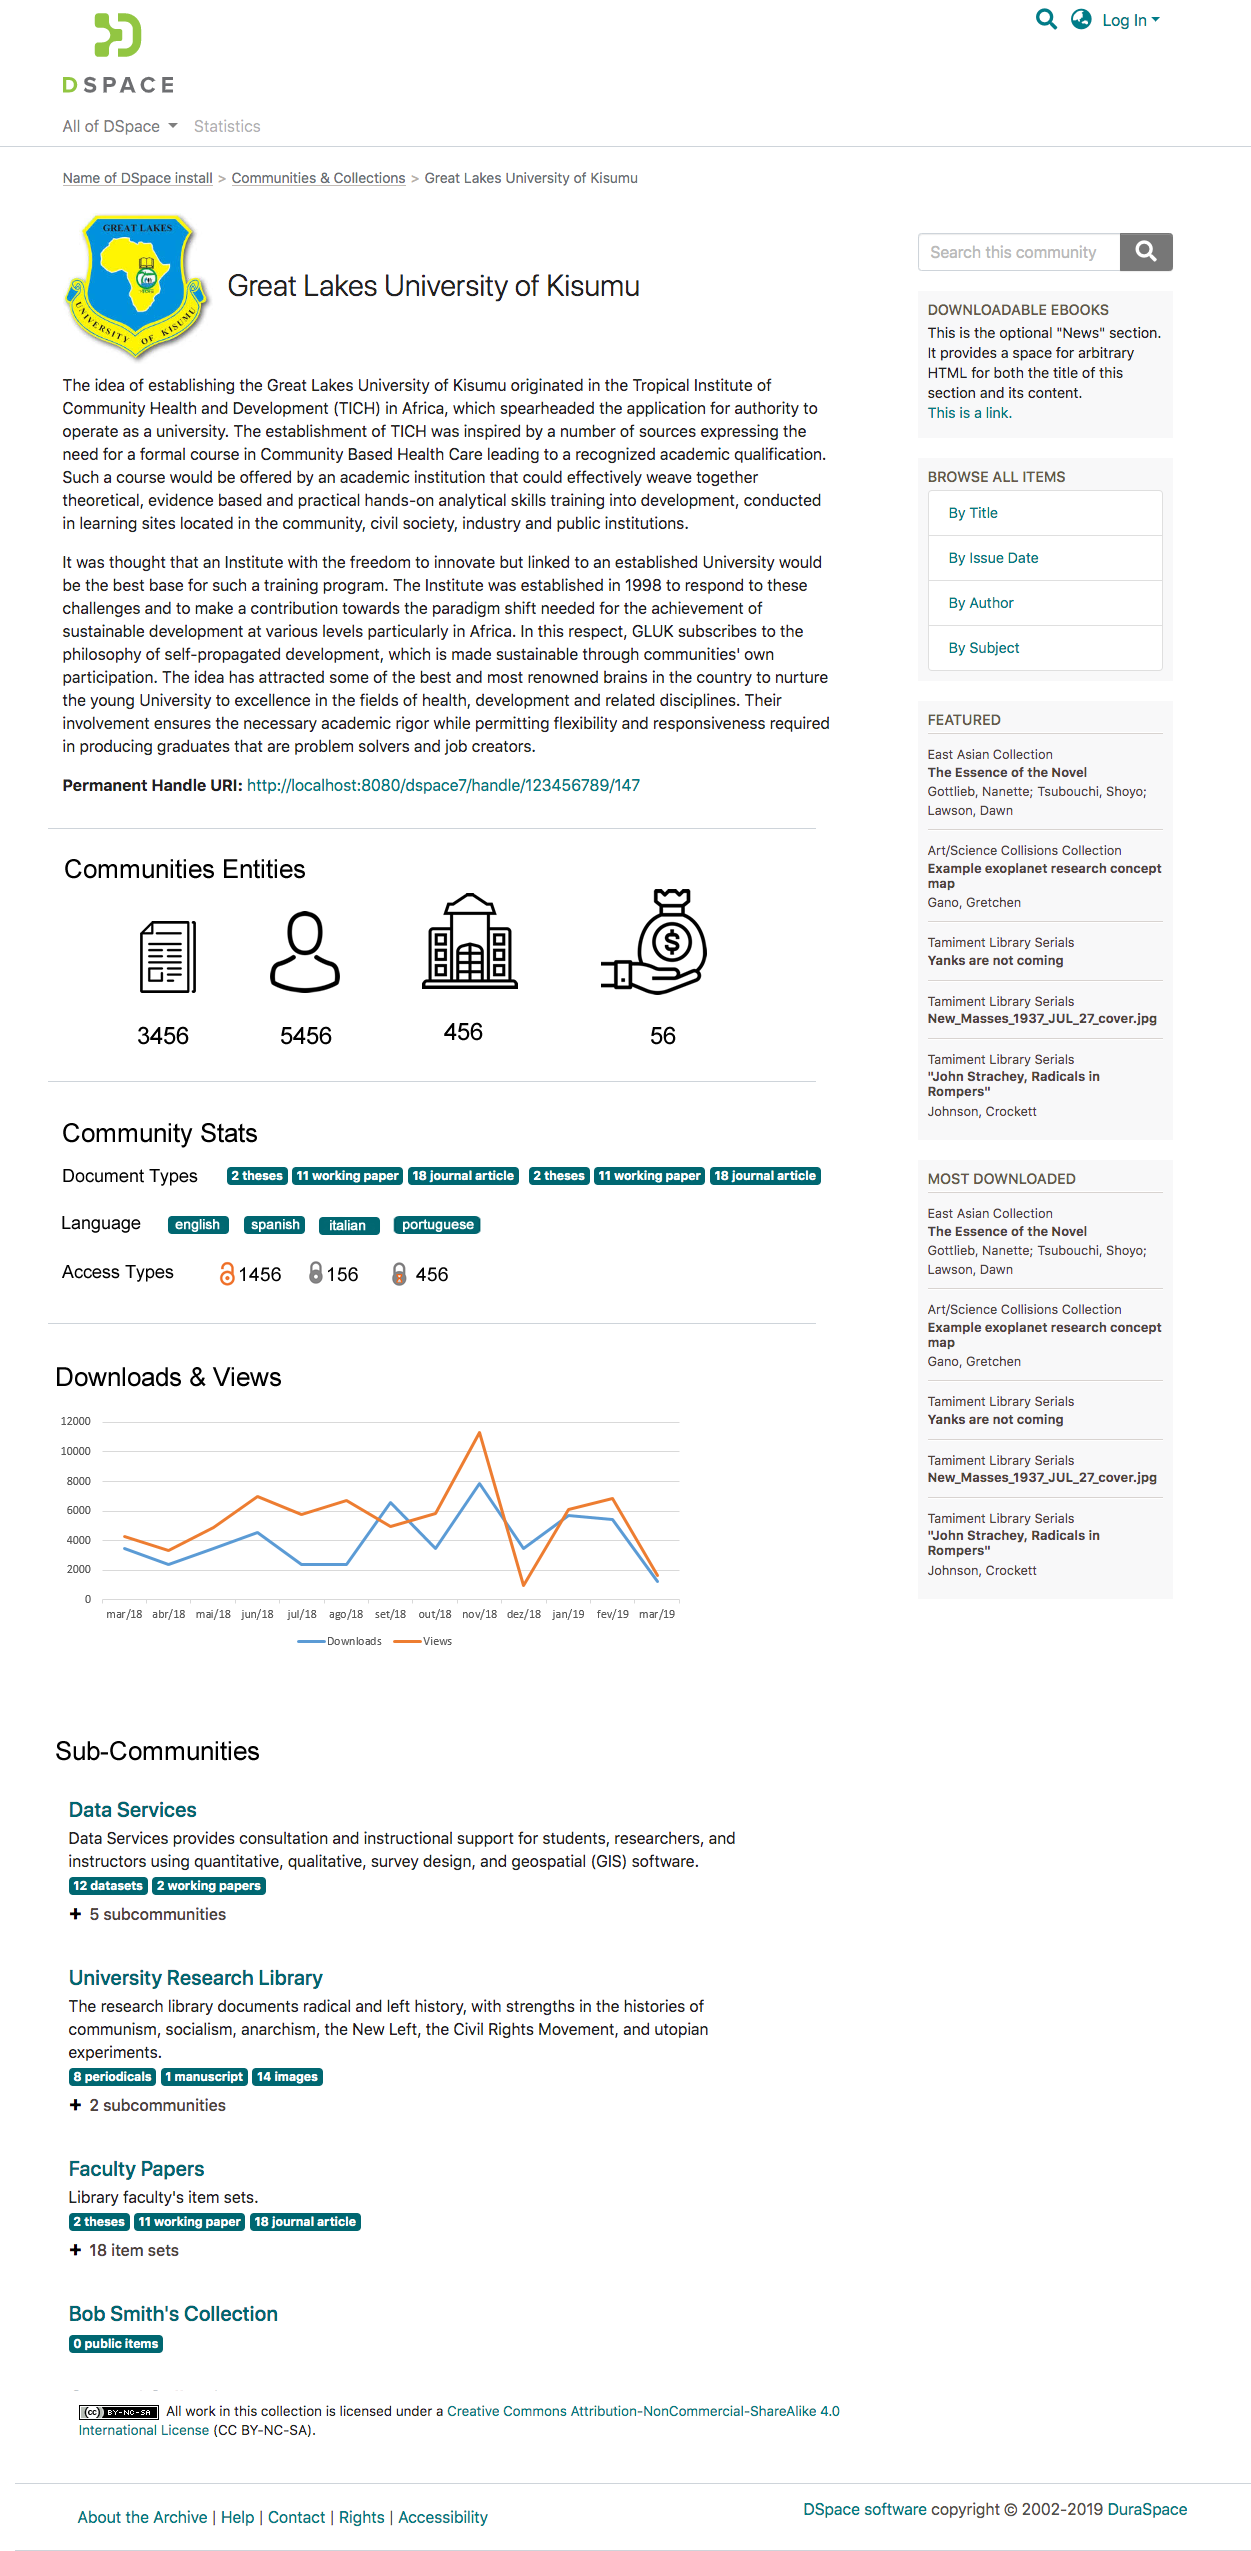 Log In
DSPACE
All of DSpace Statistics
Name of DSpace install > Communities & Collections > Great Lakes University of Kisumu
GREAT LAKES
UNIVERSITY OF KISUMU
Great Lakes University of Kisumu
The idea of establishing the Great Lakes University of Kisumu originated in the Tropical Institute of
Community Health and Development (TICH) in Africa, which spearheaded the application for authority to
operate as a university. The establishment of TICH was inspired by a number of sources expressing the
need for a formal course in Community Based Health Care leading to a recognized academic qualification.
Such a course would be offered by an academic institution that could effectively weave together
theoretical, evidence based and practical hands-on analytical skills training into development, conducted
in learning sites located in the community, civil society, industry and public institutions.
It was thought that an Institute with the freedom to innovate but linked to an established University would
be the best base for such a training program. The Institute was established in 1998 to respond to these
challenges and to make a contribution towards the paradigm shift needed for the achievement of
sustainable development at various levels particularly in Africa. In this respect, GLUK subscribes to the
philosophy of self-propagated development, which is made sustainable through communities' own
participation. The idea has attracted some of the best and most renowned brains in the country to nurture
the young University to excellence in the fields of health, development and related disciplines. Their
involvement ensures the necessary academic rigor while permitting flexibility and responsiveness required
in producing graduates that are problem solvers and job creators.
Permanent Handle URI: http://localhost:8080/dspace7/handle/123456789/147
Communities Entities
3456 5456 456 56
Community Stats
Document Types 2 theses 11 working paper 18 journal article 2 theses 11 working paper 18 journal article
Language english spanish italian portuguese
Access Types 1456 156 456
Downloads & Views
12000
10000
8000
6000
4000
2000
0
mar/18 abr/18 mai/18 jun/18 jul/18 ago/18 set/18 out/18 nov/18 dez/18 jan/19 fev/19 mar/19
Downloads Views
Sub-Communities
Data Services
Data Services provides consultation and instructional support for students, researchers, and
instructors using quantitative, qualitative, survey design, and geospatial (GIS) software.
12 datasets 2 working papers
+ 5 subcommunities
University Research Library
The research library documents radical and left history, with strengths in the histories of
communism, socialism, anarchism, the New Left, the Civil Rights Movement, and utopian
experiments.
8 periodicals 1 manuscript 14 images
+ 2 subcommunities
Faculty Papers
Library faculty's item sets.
2 theses 11 working paper 18 journal article
+ 18 item sets
Bob Smith's Collection
0 public items
(cc) BY-NC-SA All work in this collection is licensed under a Creative Commons Attribution-NonCommercial-ShareAlike 4.0
International License (CC BY-NC-SA).
Search this community
DOWNLOADABLE EBOOKS
This is the optional "News" section.
It provides a space for arbitrary
HTML for both the title of this
section and its content.
This is a link.
BROWSE ALL ITEMS
By Title
By Issue Date
By Author
By Subject
FEATURED
East Asian Collection
The Essence of the Novel
Gottlieb, Nanette; Tsubouchi, Shoyo;
Lawson, Dawn
Art/Science Collisions Collection
Example exoplanet research concept
map
Gano, Gretchen
Tamiment Library Serials
Yanks are not coming
Tamiment Library Serials
New_Masses_1937_JUL_27_cover.jpg
Tamiment Library Serials
"John Strachey, Radicals in
Rompers"
Johnson, Crockett
MOST DOWNLOADED
East Asian Collection
The Essence of the Novel
Gottlieb, Nanette; Tsubouchi, Shoyo;
Lawson, Dawn
Art/Science Collisions Collection
Example exoplanet research concept
map
Gano, Gretchen
Tamiment Library Serials
Yanks are not coming
Tamiment Library Serials
New_Masses_1937_JUL_27_cover.jpg
Tamiment Library Serials
"John Strachey, Radicals in
Rompers"
Johnson, Crockett
About the Archive | Help | Contact | Rights | Accessibility
DSpace software copyright © 2002-2019 DuraSpace